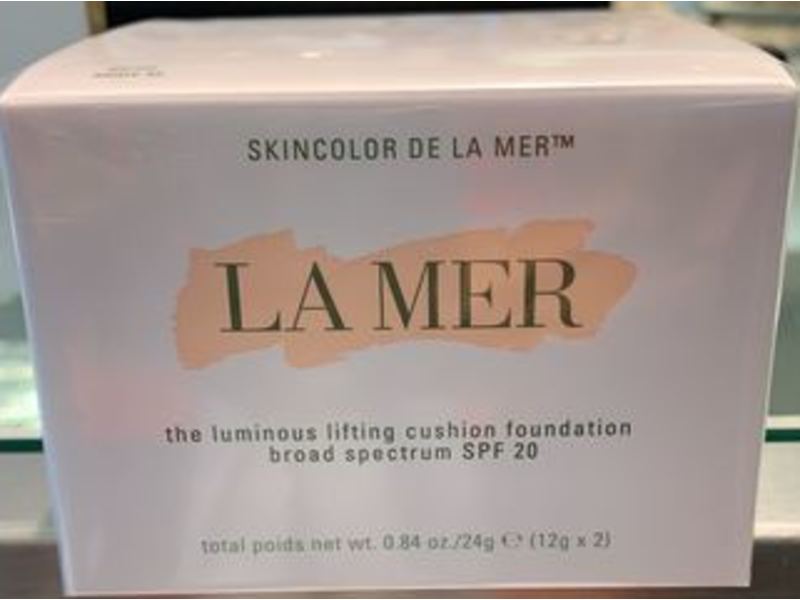 SKINCOLOR DE LA MER™
LA MER
the luminous lifting cushion foundation
broad spectrum SPF 20
total poids net wt. 0.84 oz./24g ℮ (12g x 2)